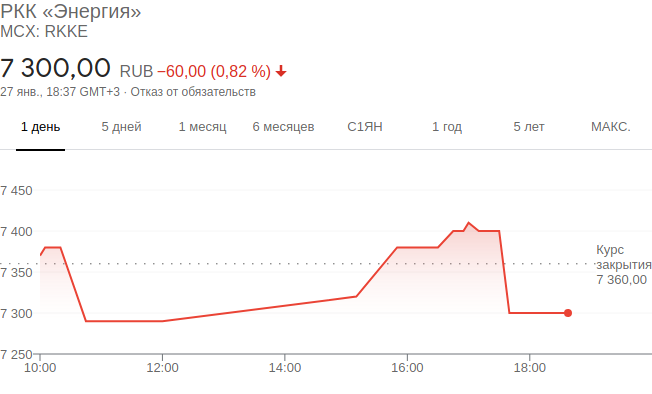 РКК «Энергия»
MCX: RKKE
7 300,00 RUB −60,00 (0,82 %)
27 янв., 18:37 GMT+3 · Отказ от обязательств
1 день 5 дней 1 месяц 6 месяцев С1ЯН 1 год 5 лет МАКС.
7 450
7 400
7 350
7 300
7 250
Курс
закрытия
7 360,00
10:00 12:00 14:00 16:00 18:00